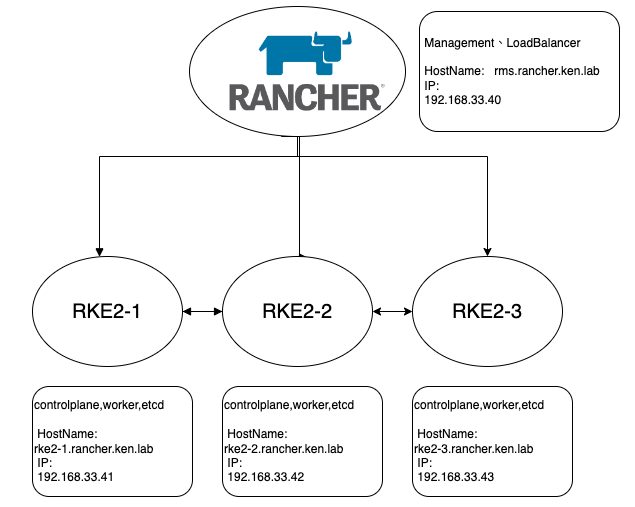 Management、LoadBalancer
HostName: rms.rancher.ken.lab
IP:
192.168.33.40
RANCHER®
RKE2-1
RKE2-2
RKE2-3
controlplane,worker,etcd
HostName:
rke2-1.rancher.ken.lab
IP:
192.168.33.41
controlplane,worker,etcd
HostName:
rke2-2.rancher.ken.lab
IP:
192.168.33.42
controlplane,worker,etcd
HostName:
rke2-3.rancher.ken.lab
IP:
192.168.33.43